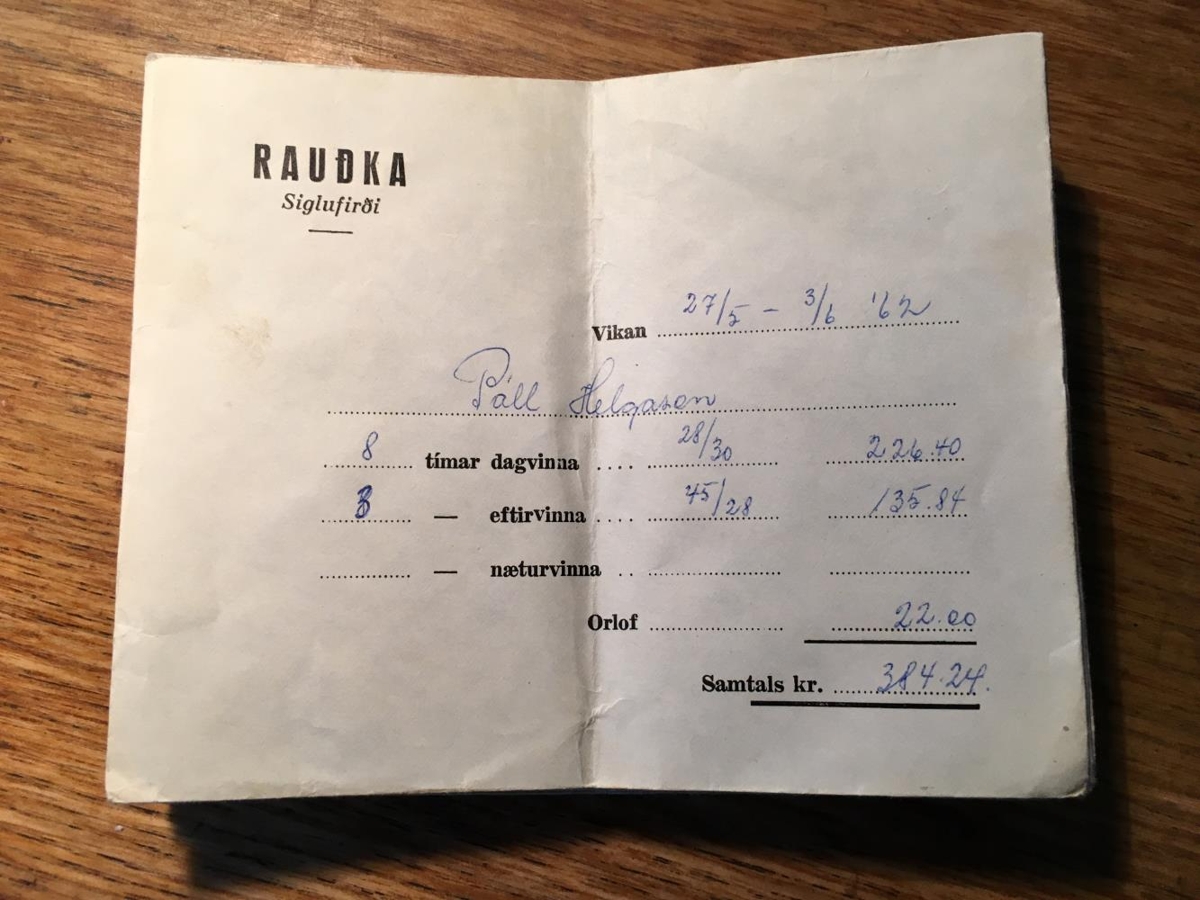 RAUÐKA
Siglufirði
Vikan 27/5 - 3/6 '62
Páll Helgason
8 tímar dagvinna .... 28/30 226.40
3 — eftirvinna .... 45/28 135.84
— næturvinna ..
Orlof 22.00
Samtals kr. 384.24.